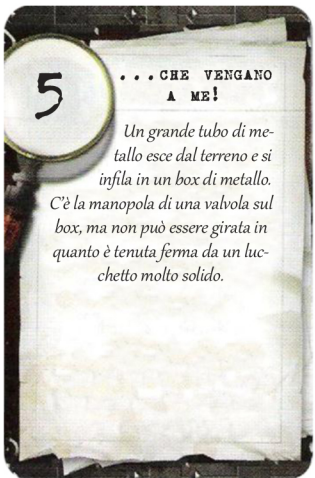 5
...CHE VENGANO
A ME!
Un grande tubo di me-
tallo esce dal terreno e si
infila in un box di metallo.
C'è la manopola di una valvola sul
box, ma non può essere girata in
quanto è tenuta ferma da un luc-
chetto molto solido.